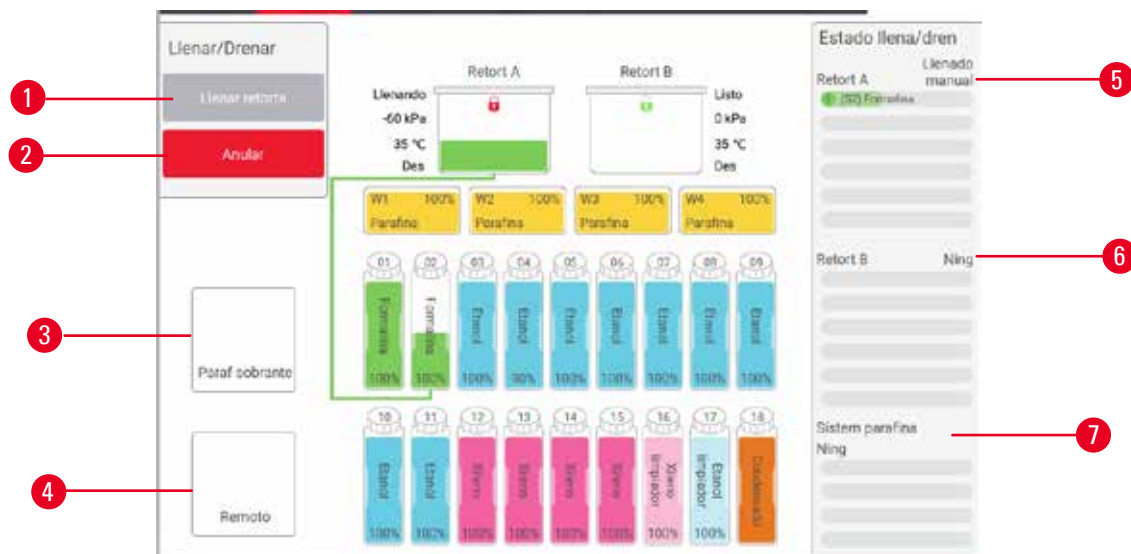 Llenar/Drenar
Llenar retorta
Anular
Paraf sobrante
Remoto
1
2
3
4
Retort A
Retort B
Llenando
-60 kPa
35 °C
Des
Listo
0 kPa
35 °C
Des
W1 100%
Parafina
W2 100%
Parafina
W3 100%
Parafina
W4 100%
Parafina
01 02 03 04 05 06 07 08 09
Formalina Formalina Etanol Etanol Etanol Etanol Etanol Etanol Etanol
100% 100% 100% 90% 100% 100% 100% 100% 100%
10 11 12 13 14 15 16 17 18
Etanol Etanol Xileno Xileno Xileno Xileno Xileno limpiador Etanol limpiador Condensado
100% 100% 100% 100% 100% 100% 100% 100%
Estado llena/dren
Llenado
Retort A manual
(S2) Formalina
Retort B Ning
Sistem parafina
Ning
5
6
7